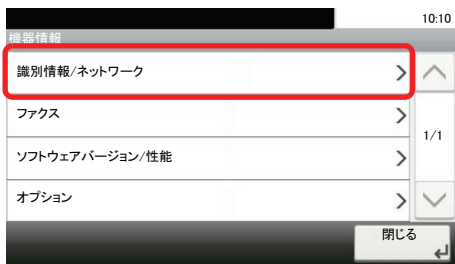 10:10
機器情報
識別情報/ネットワーク
ファクス
1/1
ソフトウェアバージョン/性能
オプション
閉じる